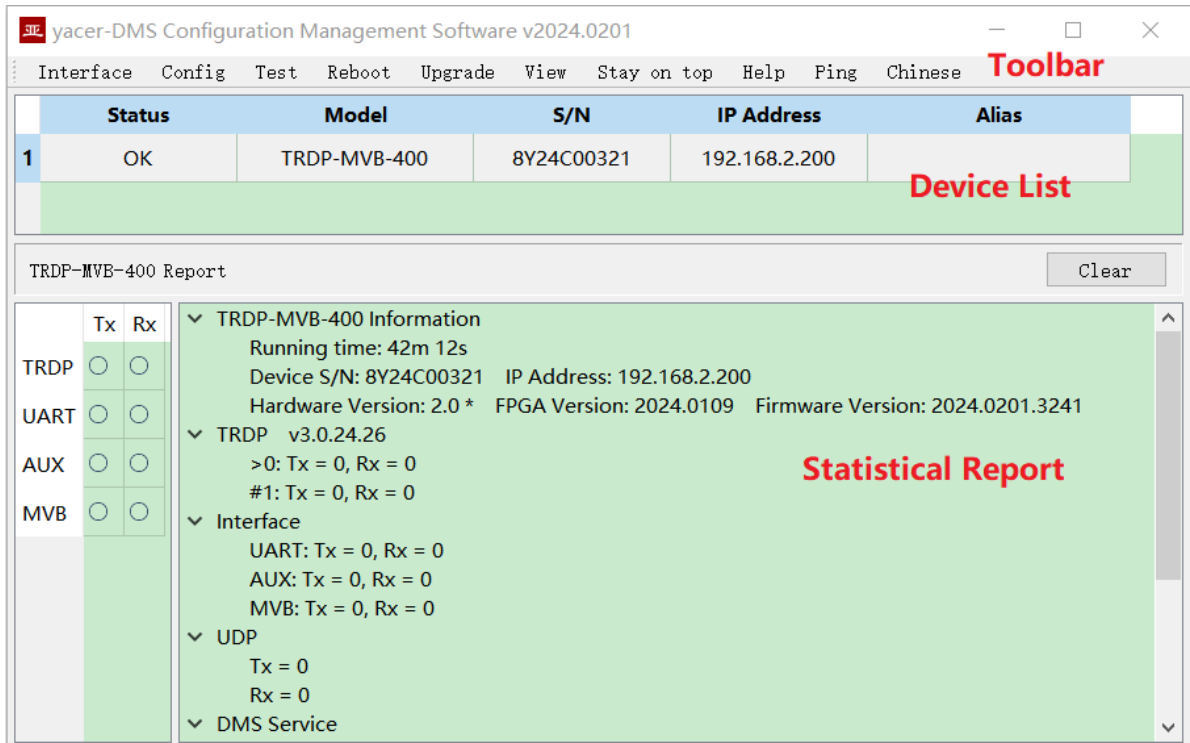 yacer-DMS Configuration Management Software v2024.0201
Interface Config Test Reboot Upgrade View Stay on top Help Ping Chinese Toolbar
Status Model S/N IP Address Alias
1 OK TRDP-MVB-400 8Y24C00321 192.168.2.200
Device List
TRDP-MVB-400 Report Clear
Tx Rx
TRDP
UART
AUX
MVB
TRDP-MVB-400 Information
Running time: 42m 12s
Device S/N: 8Y24C00321 IP Address: 192.168.2.200
Hardware Version: 2.0 * FPGA Version: 2024.0109 Firmware Version: 2024.0201.3241
TRDP v3.0.24.26
>0: Tx = 0, Rx = 0
#1: Tx = 0, Rx = 0
Statistical Report
Interface
UART: Tx = 0, Rx = 0
AUX: Tx = 0, Rx = 0
MVB: Tx = 0, Rx = 0
UDP
Tx = 0
Rx = 0
DMS Service